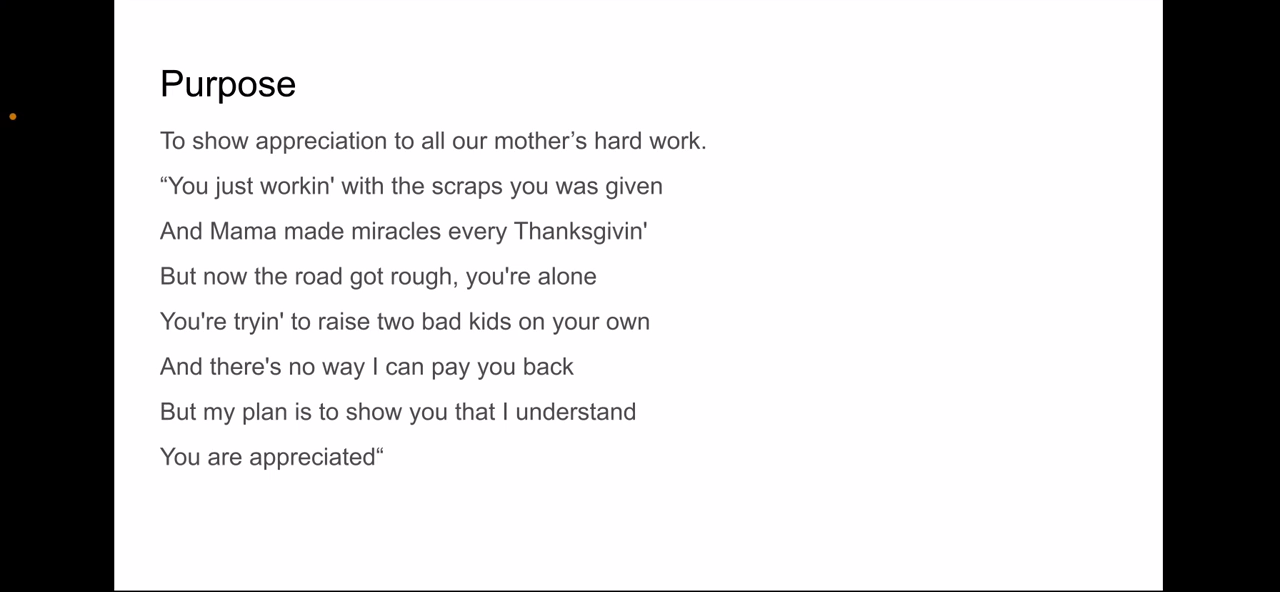 Purpose
To show appreciation to all our mother’s hard work.
“You just workin' with the scraps you was given
And Mama made miracles every Thanksgivin'
But now the road got rough, you're alone
You're tryin' to raise two bad kids on your own
And there's no way I can pay you back
But my plan is to show you that I understand
You are appreciated“